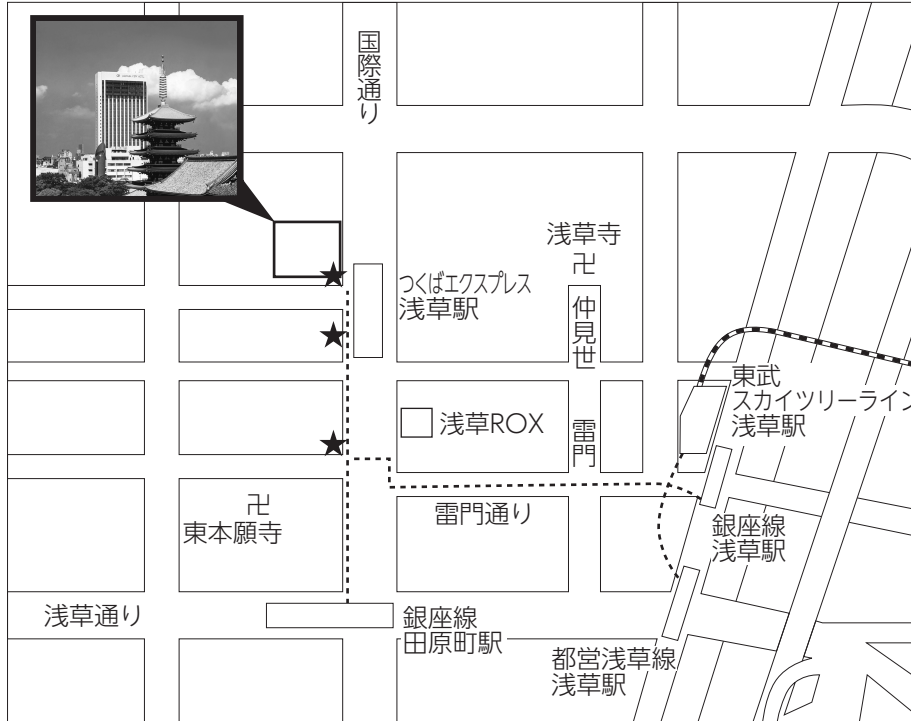 国際通り
浅草寺
卍
つくばエクスプレス
浅草駅
仲見世
東武
スカイツリーライン
浅草駅
浅草ROX
雷門
卍
東本願寺
雷門通り
銀座線
浅草駅
浅草通り
銀座線
田原町駅
都営浅草線
浅草駅